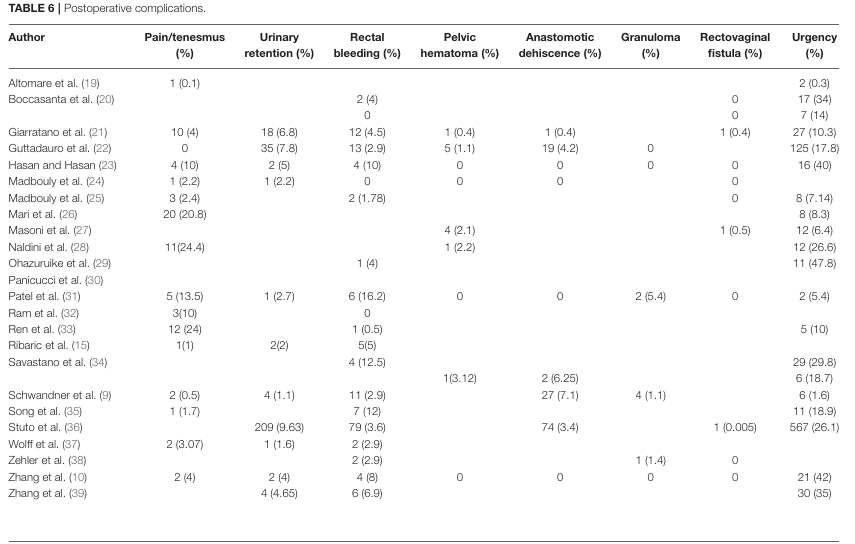 TABLE 6 | Postoperative complications.
Author Pain/tenesmus Urinary Rectal Pelvic Anastomotic Granuloma Rectovaginal Urgency
(%) retention (%) bleeding (%) hematoma (%) dehiscence (%) (%) fistula (%) (%)
Altomare et al. (19) 1 (0.1) 2 (0.3)
Boccasanta et al. (20) 2 (4) 0 17 (34)
0 0 7 (14)
Giarratano et al. (21) 10 (4) 18 (6.8) 12 (4.5) 1 (0.4) 1 (0.4) 1 (0.4) 27 (10.3)
Guttadauro et al. (22) 0 35 (7.8) 13 (2.9) 5 (1.1) 19 (4.2) 0 125 (17.8)
Hasan and Hasan (23) 4 (10) 2 (5) 4 (10) 0 0 0 0 16 (40)
Madbouly et al. (24) 1 (2.2) 1 (2.2) 0 0 0 0
Madbouly et al. (25) 3 (2.4) 2 (1.78) 0 8 (7.14)
Mari et al. (26) 20 (20.8) 8 (8.3)
Masoni et al. (27) 4 (2.1) 1 (0.5) 12 (6.4)
Naldini et al. (28) 11(24.4) 1 (2.2) 12 (26.6)
Ohazuruike et al. (29) 1 (4) 11 (47.8)
Panicucci et al. (30)
Patel et al. (31) 5 (13.5) 1 (2.7) 6 (16.2) 0 0 2 (5.4) 0 2 (5.4)
Ram et al. (32) 3(10) 0
Ren et al. (33) 12 (24) 1 (0.5) 5 (10)
Ribaric et al. (15) 1(1) 2(2) 5(5)
Savastano et al. (34) 4 (12.5) 29 (29.8)
1(3.12) 2 (6.25) 6 (18.7)
Schwandner et al. (9) 2 (0.5) 4 (1.1) 11 (2.9) 27 (7.1) 4 (1.1) 6 (1.6)
Song et al. (35) 1 (1.7) 7 (12) 11 (18.9)
Stuto et al. (36) 209 (9.63) 79 (3.6) 74 (3.4) 1 (0.005) 567 (26.1)
Wolff et al. (37) 2 (3.07) 1 (1.6) 2 (2.9)
Zehler et al. (38) 2 (2.9) 1 (1.4) 0
Zhang et al. (10) 2 (4) 2 (4) 4 (8) 0 0 0 0 21 (42)
Zhang et al. (39) 4 (4.65) 6 (6.9) 30 (35)